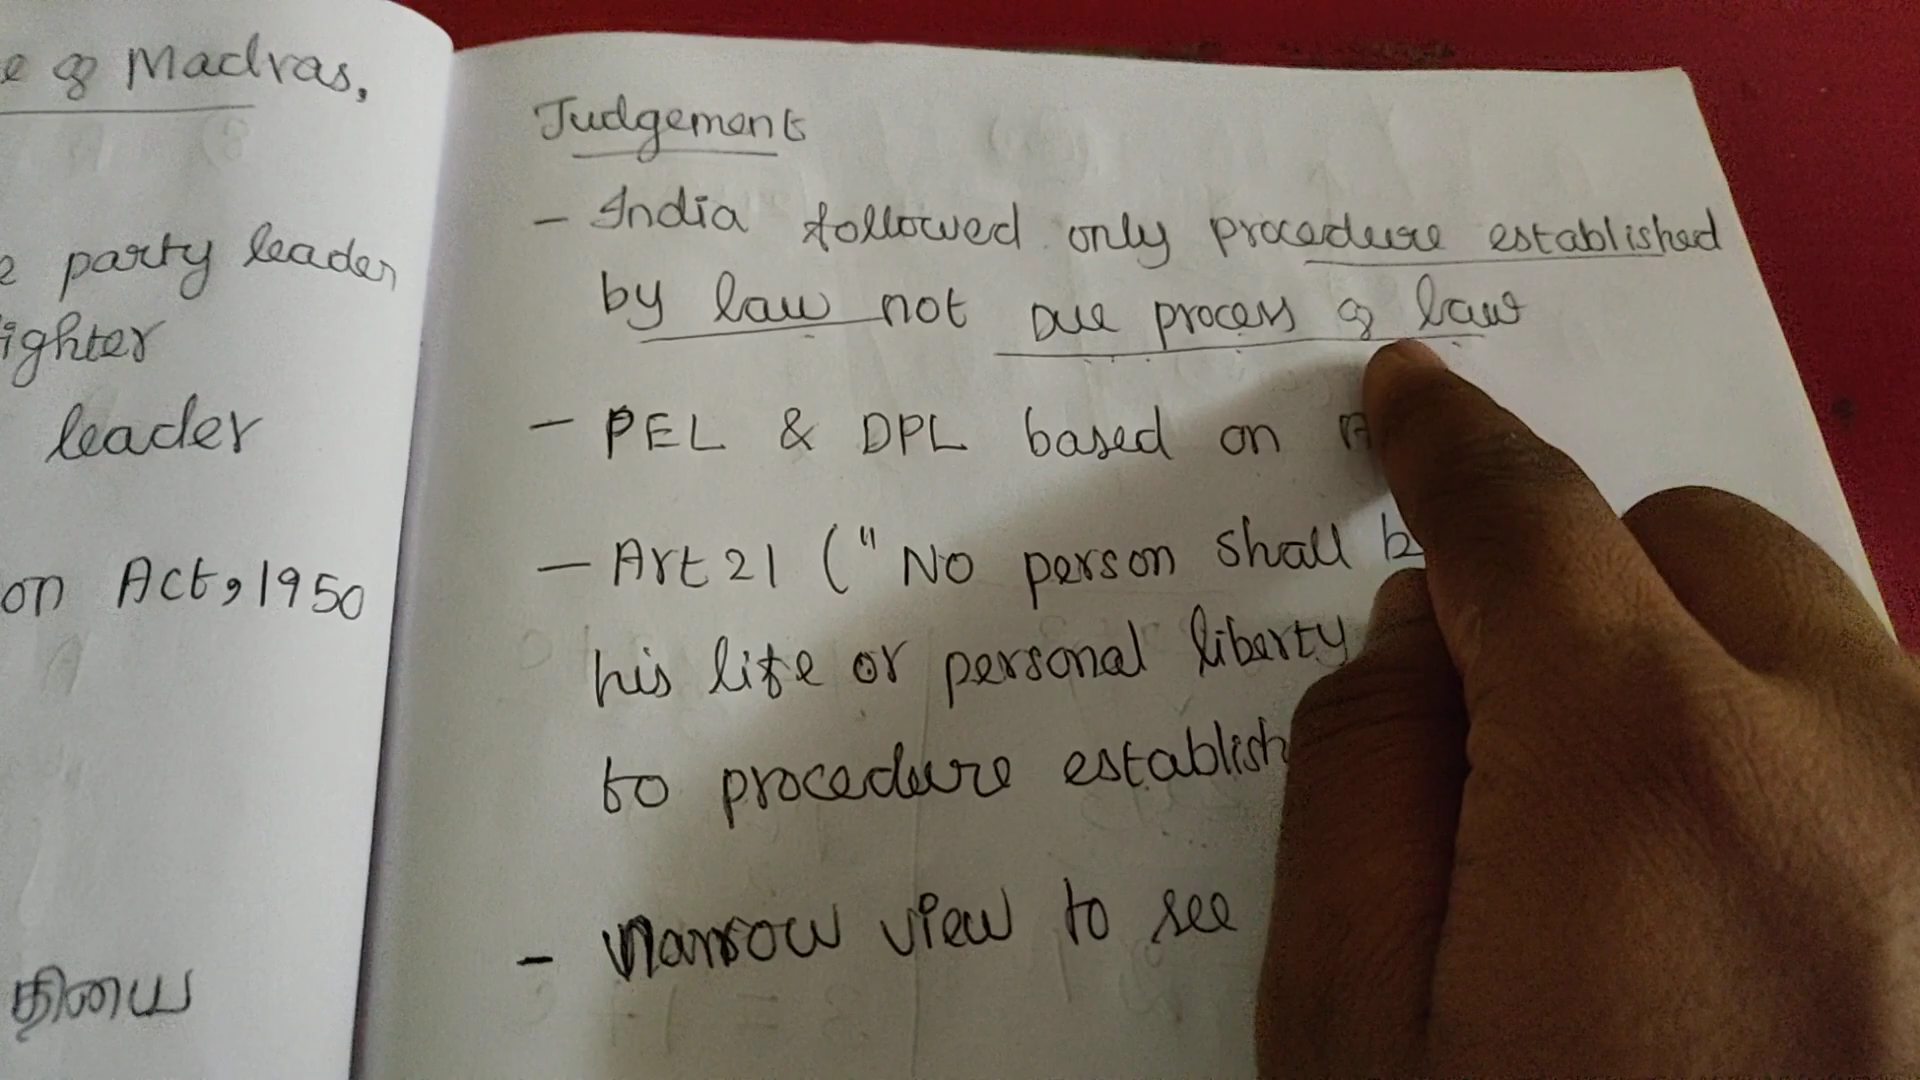 Madras,
party leader
leader
on Act, 1950
தியை
Judgement
- India followed only procedure established
by law not Due process of law
- PEL & DPL based on
- Art 21 ("No person shall
his life or personal liberty
to procedure establish
- Narrow view to see